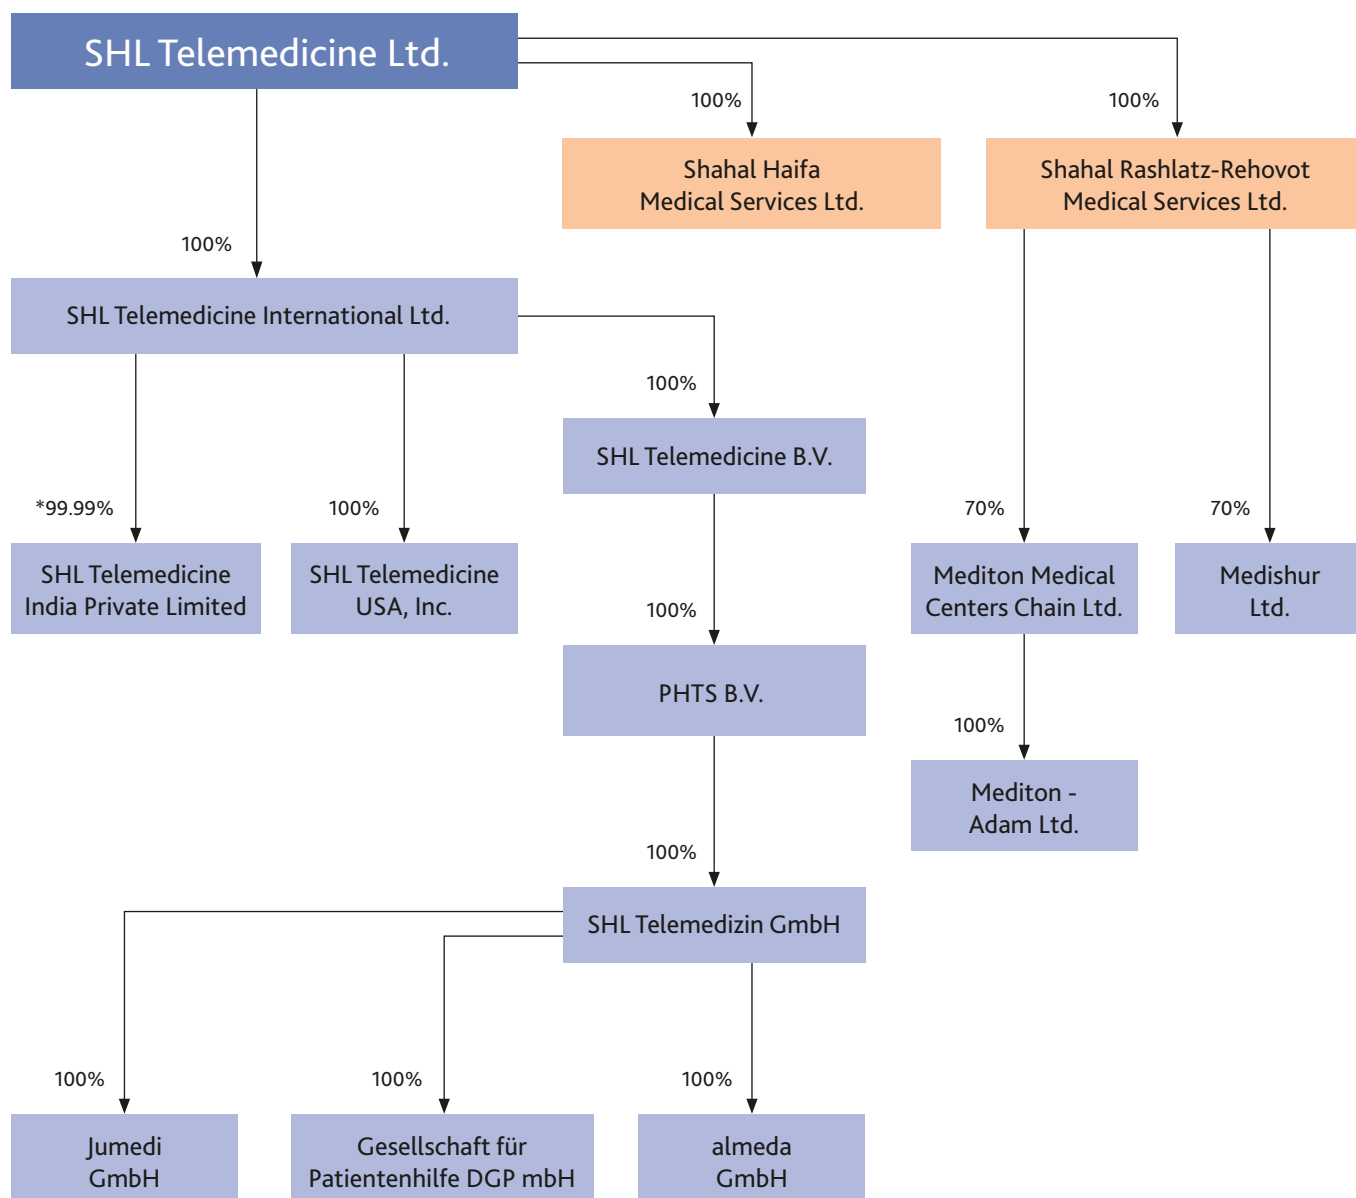 SHL Telemedicine Ltd.
100%
100%
Shahal Haifa
Medical Services Ltd.
Shahal Rashlatz-Rehovot
Medical Services Ltd.
100%
SHL Telemedicine International Ltd.
100%
SHL Telemedicine B.V.
*99.99%
100%
70%
70%
SHL Telemedicine
India Private Limited
SHL Telemedicine
USA, Inc.
Mediton Medical
Centers Chain Ltd.
Medishur
Ltd.
100%
PHTS B.V.
100%
Mediton -
Adam Ltd.
100%
SHL Telemedizin GmbH
100%
100%
100%
Jumedi
GmbH
Gesellschaft für
Patientenhilfe DGP mbH
almeda
GmbH